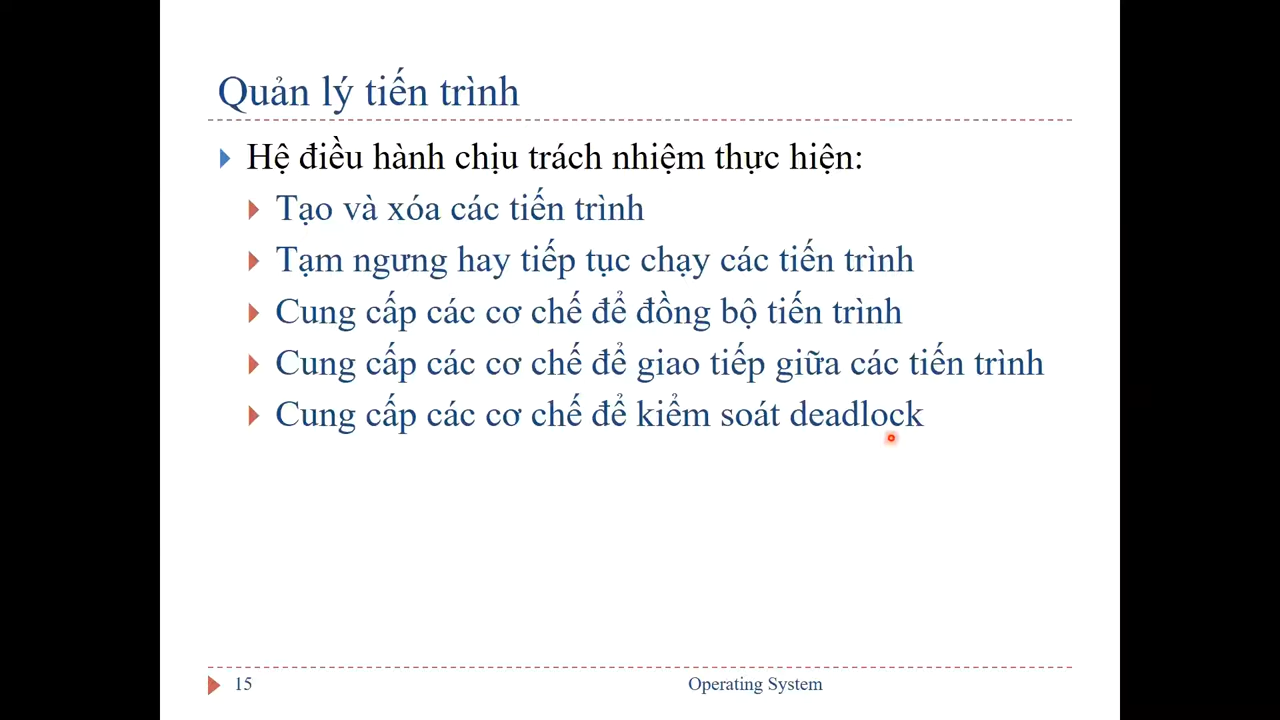 Quản lý tiến trình
Hệ điều hành chịu trách nhiệm thực hiện:
Tạo và xóa các tiến trình
Tạm ngưng hay tiếp tục chạy các tiến trình
Cung cấp các cơ chế để đồng bộ tiến trình
Cung cấp các cơ chế để giao tiếp giữa các tiến trình
Cung cấp các cơ chế để kiểm soát deadlock
15 Operating System